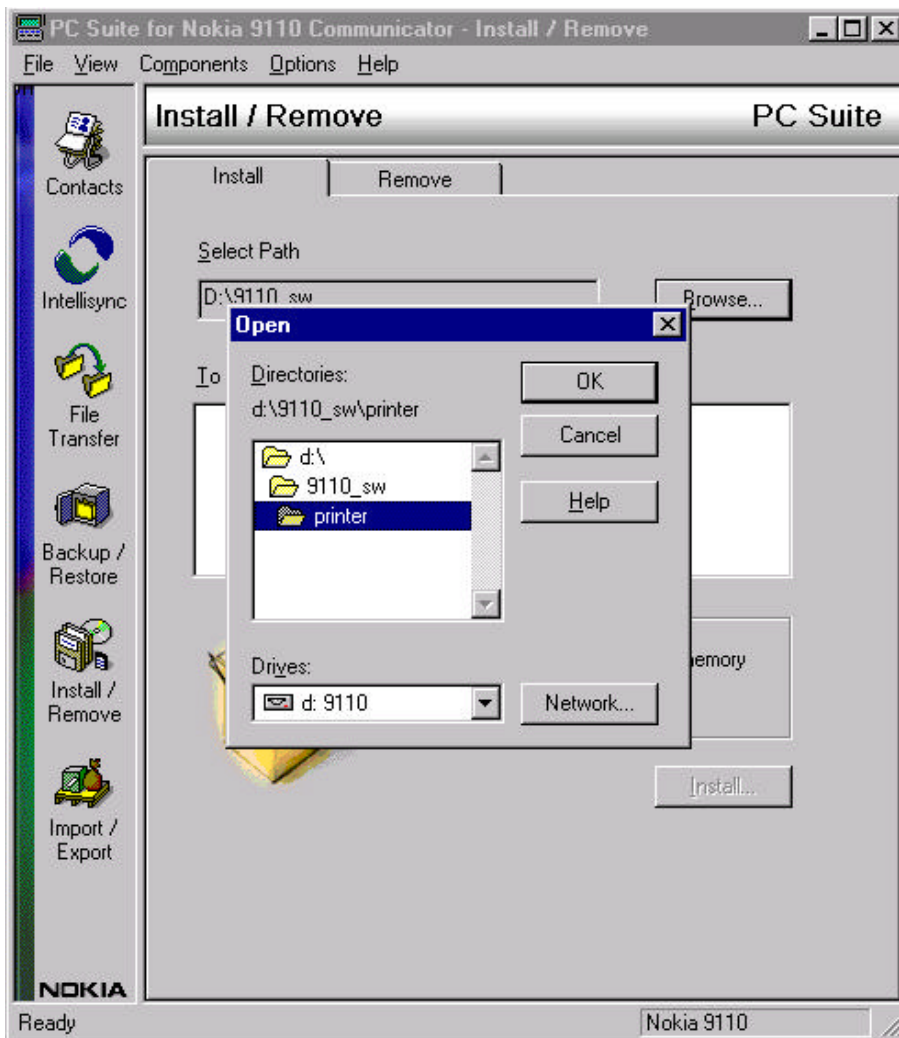 PC Suite for Nokia 9110 Communicator - Install / Remove
File View Components Options Help
Install / Remove PC Suite
Contacts
Intellisync
File
Transfer
Backup /
Restore
Install /
Remove
Import /
Export
NOKIA
Install Remove
Select Path
D:\9110_sw
Browse...
To
Open
Directories:
d:\9110_sw\printer
d:\
9110_sw
printer
OK
Cancel
Help
Drives:
d: 9110
Network...
Install...
Ready
Nokia 9110